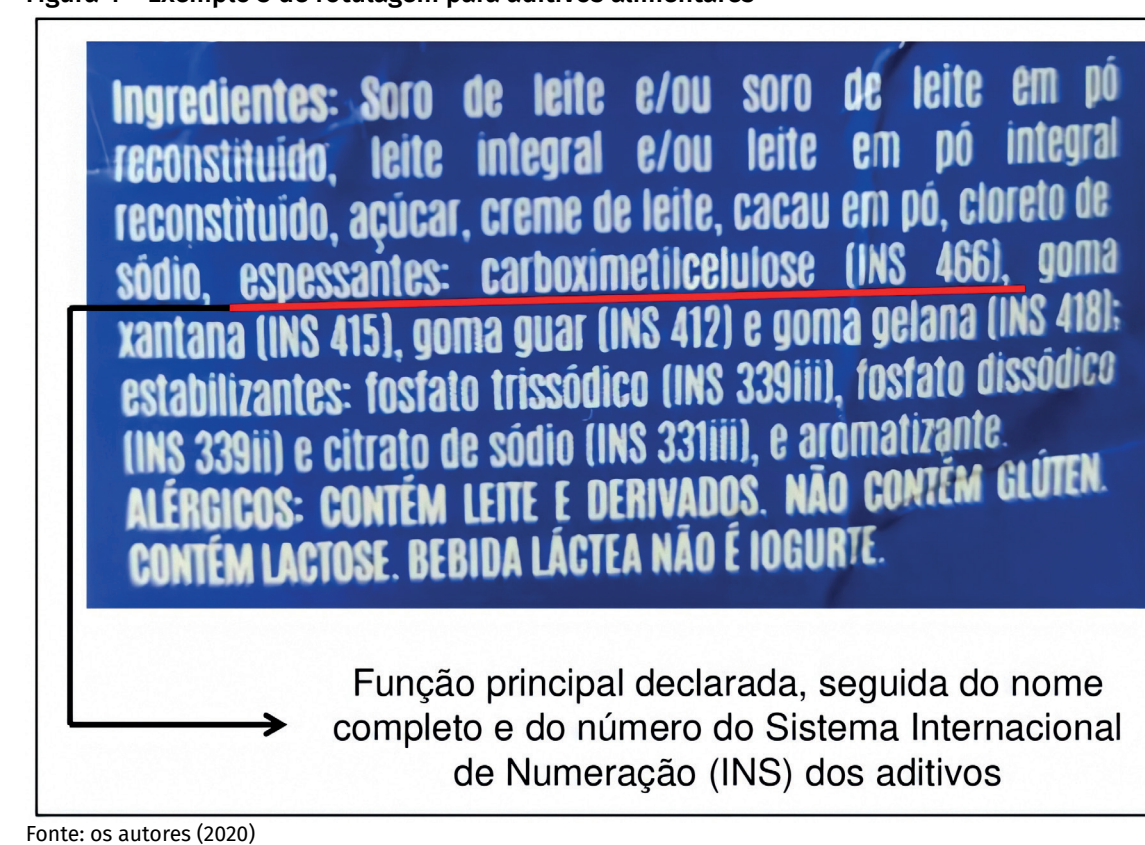 Ingredientes: Soro de leite e/ou soro de leite em pó
reconstituído, leite integral e/ou leite em pó integral
reconstituído, açúcar, creme de leite, cacau em pó, cloreto de
sódio, espessantes: carboximetilcelulose (INS 466), goma
xantana (INS 415), goma guar (INS 412) e goma gelana (INS 418);
estabilizantes: fosfato trissódico (INS 339iii), fosfato dissódico
(INS 339ii) e citrato de sódio (INS 331iii), e aromatizante.
ALÉRGICOS: CONTÉM LEITE E DERIVADOS. NÃO CONTÉM GLÚTEN.
CONTÉM LACTOSE. BEBIDA LÁCTEA NÃO É IOGURTE.
Função principal declarada, seguida do nome
completo e do número do Sistema Internacional
de Numeração (INS) dos aditivos
Fonte: os autores (2020)